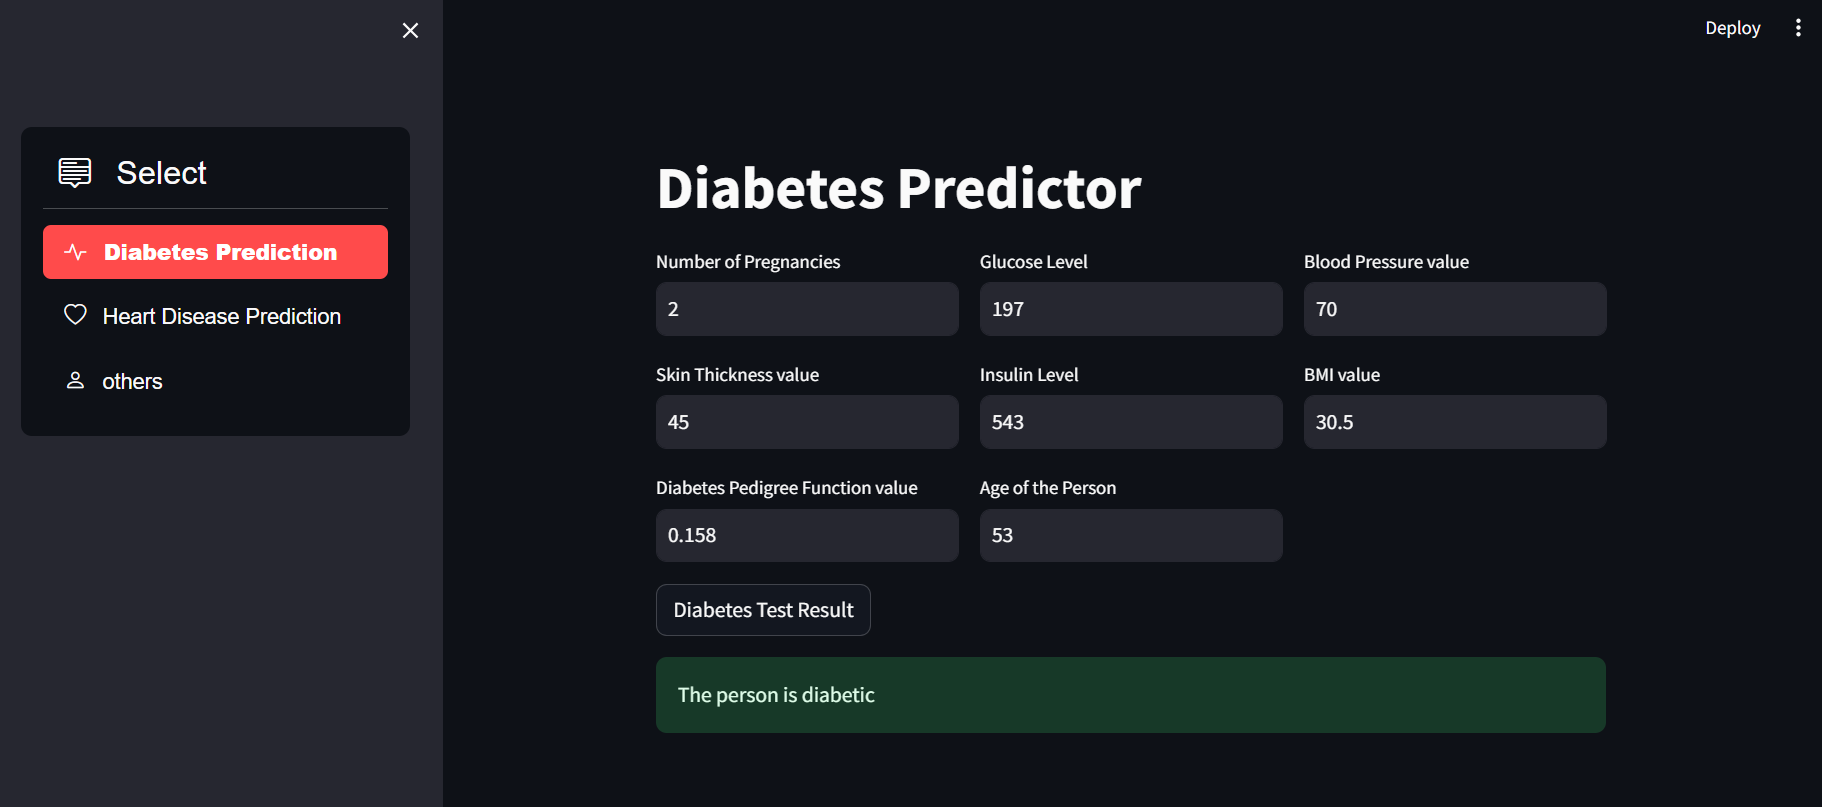 Deploy
Select
Diabetes Prediction
Heart Disease Prediction
others
Diabetes Predictor
Number of Pregnancies
Glucose Level
Blood Pressure value
2
197
70
Skin Thickness value
Insulin Level
BMI value
45
543
30.5
Diabetes Pedigree Function value
Age of the Person
0.158
53
Diabetes Test Result
The person is diabetic